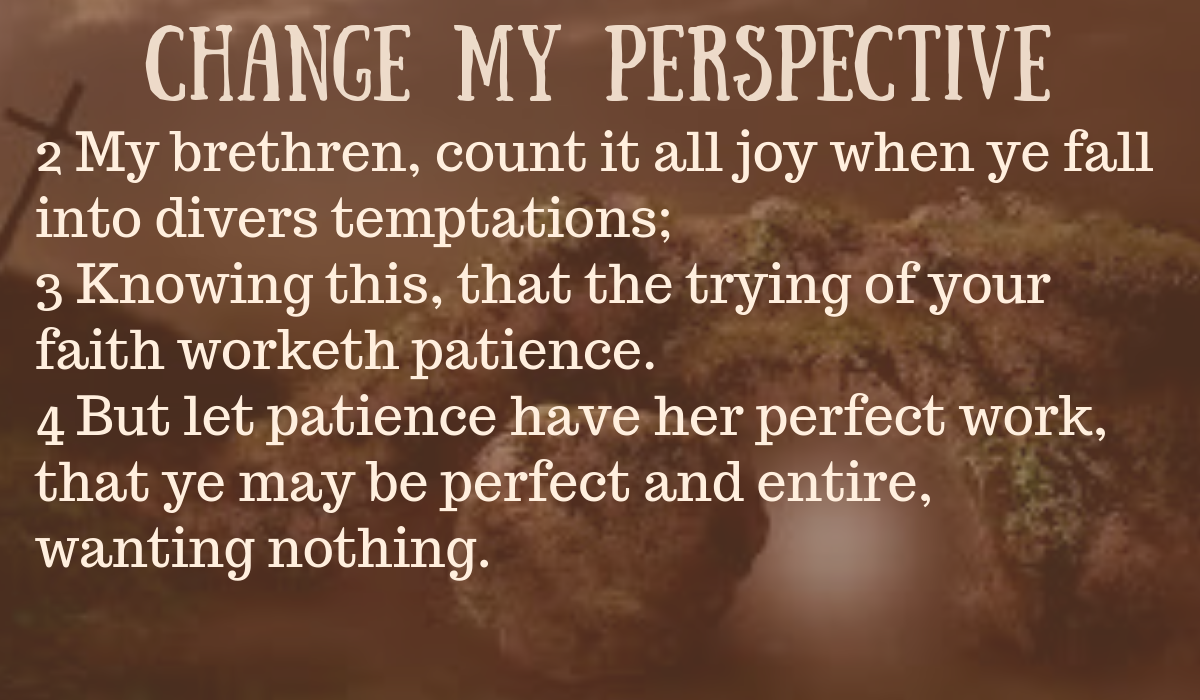 CHANGE MY PERSPECTIVE
2 My brethren, count it all joy when ye fall
into divers temptations;
3 Knowing this, that the trying of your
faith worketh patience.
4 But let patience have her perfect work,
that ye may be perfect and entire,
wanting nothing.